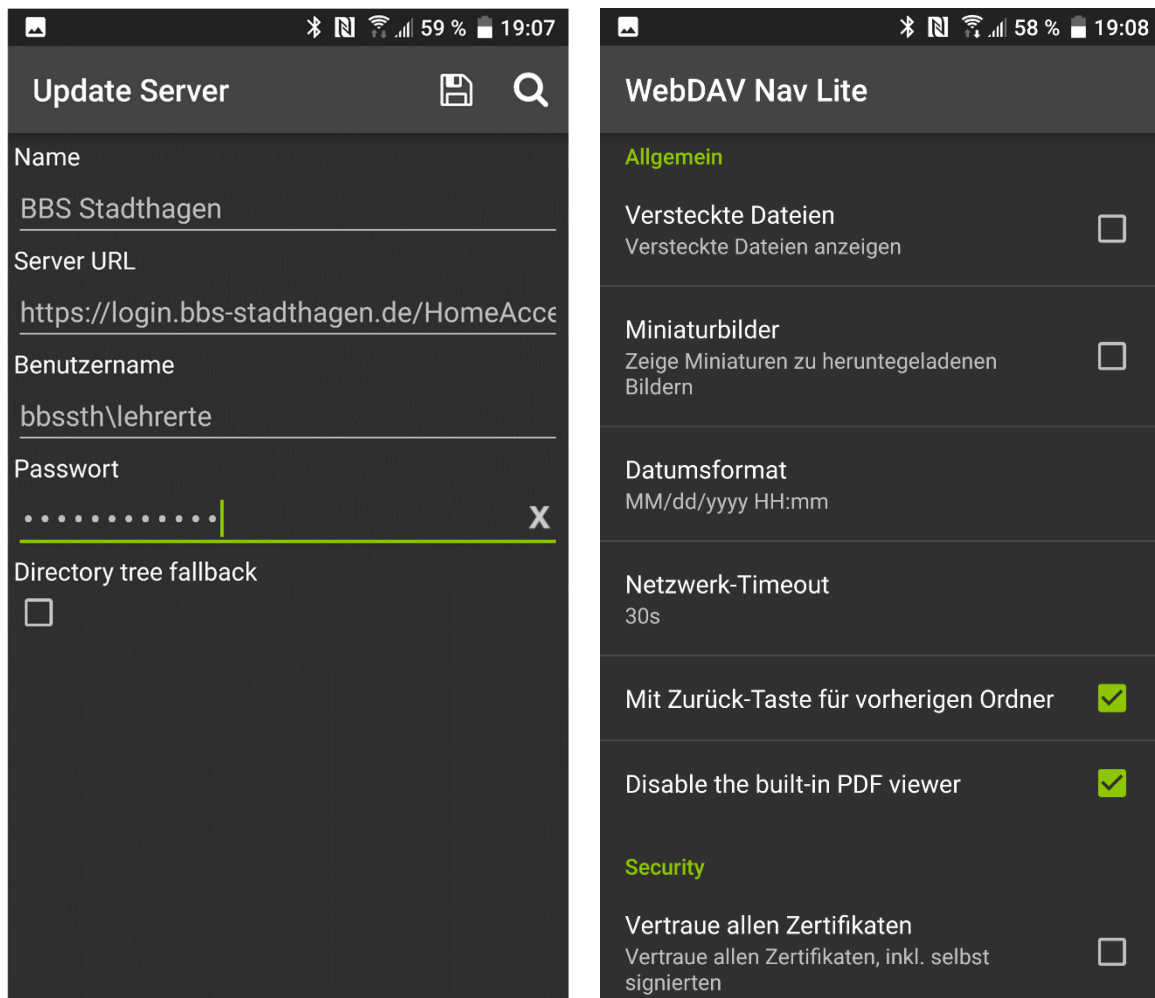 59 % 19:07
Update Server
Name
BBS Stadthagen
Server URL
https://login.bbs-stadthagen.de/HomeAcce
Benutzername
bbssth\lehrerte
Passwort
••••••••••••
X
Directory tree fallback
58 % 19:08
WebDAV Nav Lite
Allgemein
Versteckte Dateien
Versteckte Dateien anzeigen
Miniaturbilder
Zeige Miniaturen zu heruntegeladenen
Bildern
Datumsformat
MM/dd/yyyy HH:mm
Netzwerk-Timeout
30s
Mit Zurück-Taste für vorherigen Ordner
Disable the built-in PDF viewer
Security
Vertraue allen Zertifikaten
Vertraue allen Zertifikaten, inkl. selbst
signierten